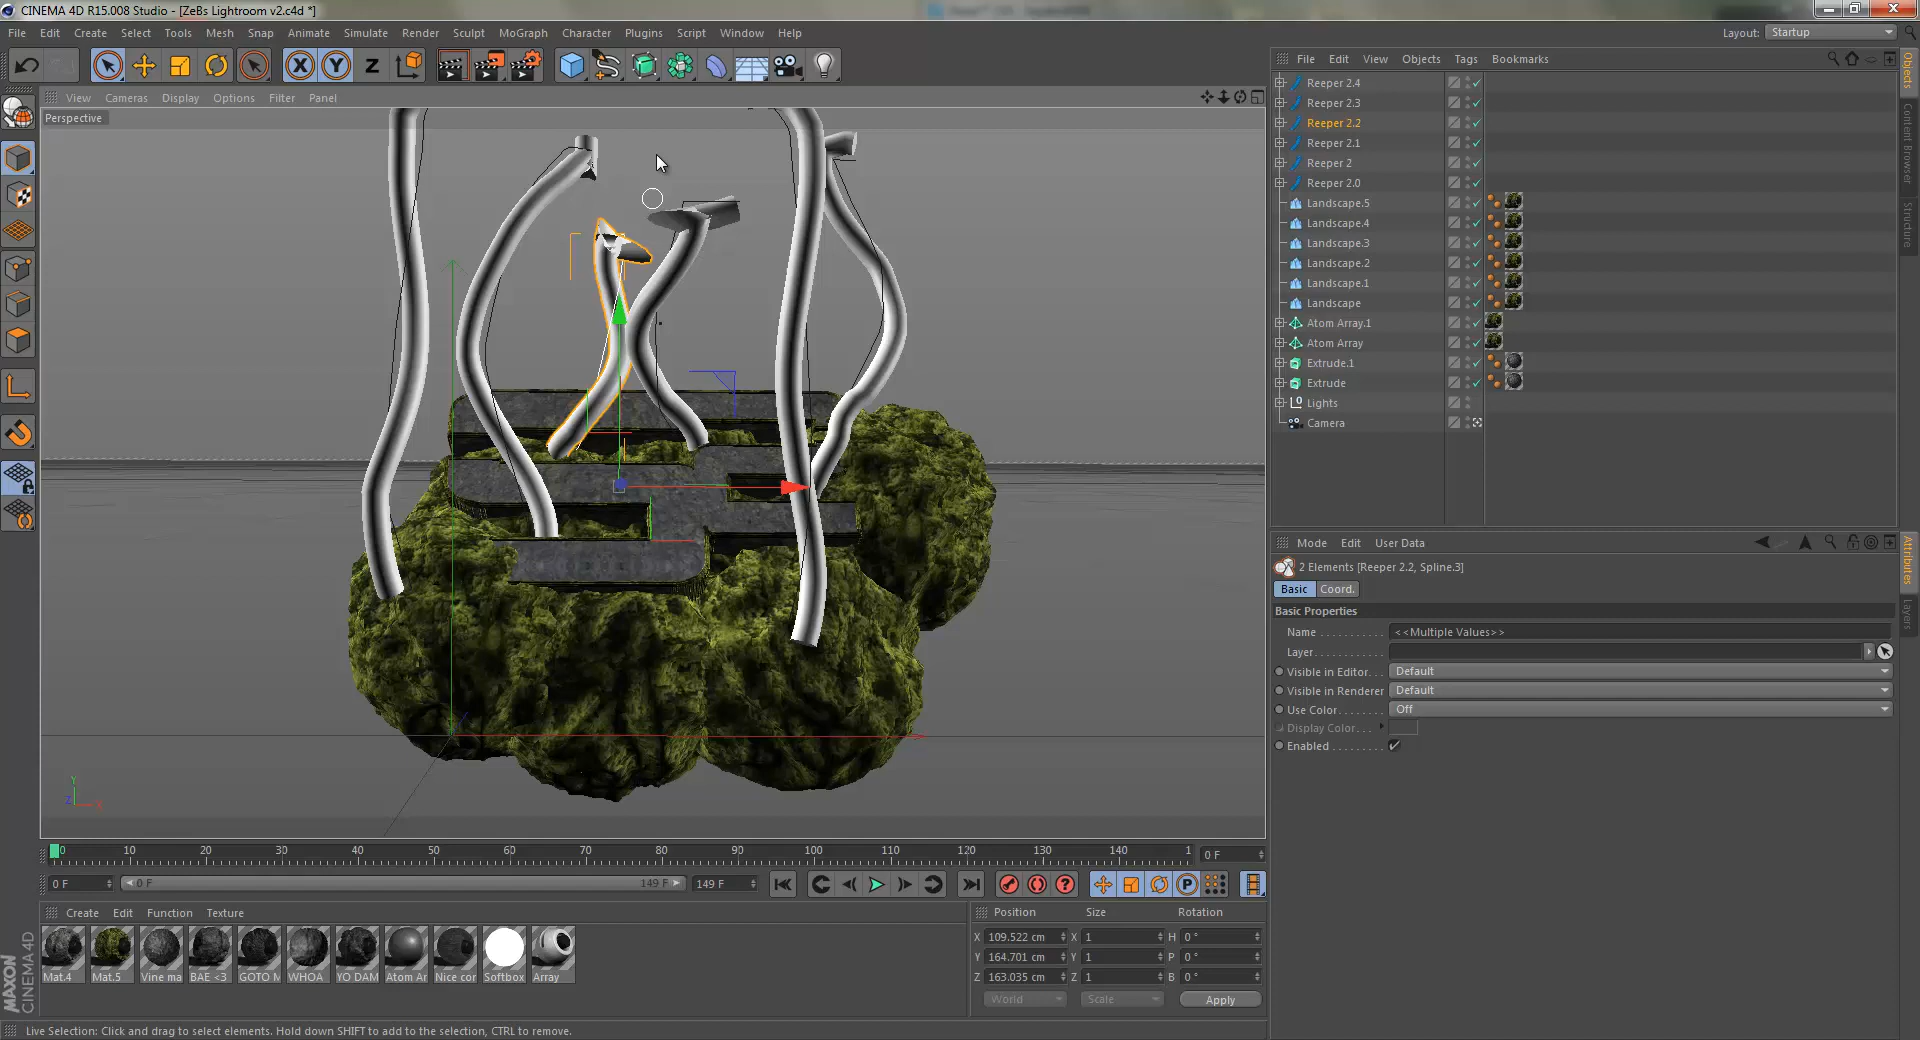 CINEMA 4D R15.008 Studio - [ZeBs Lightroom v2.c4d *]
File Edit Create Select Tools Mesh Snap Animate Simulate Render Sculpt MoGraph Character Plugins Script Window Help
Layout: Startup
View Cameras Display Options Filter Panel
Perspective
File Edit View Objects Tags Bookmarks
Reeper 2.4
Reeper 2.3
Reeper 2.2
Reeper 2.1
Reeper 2
Reeper 2.0
Landscape.5
Landscape.4
Landscape.3
Landscape.2
Landscape.1
Landscape
Atom Array.1
Atom Array
Extrude.1
Extrude
Lights
Camera
Objects
Content Browser
Structure
Mode Edit User Data
2 Elements [Reeper 2.2, Spline.3]
Basic Coord.
Basic Properties
Name <<Multiple Values>>
Layer
Visible in Editor Default
Visible in Renderer Default
Use Color Off
Display Color
Enabled
Attributes
Layers
Y
Z X
0 10 20 30 40 50 60 70 80 90 100 110 120 130 140 1
0 F
0 F 0 F 149 F 149 F
Create Edit Function Texture
Mat.4 Mat.5 Vine ma BAE <3 GOTO M WHOA YO DAM Atom Ar Nice cor Softbox Array
Position Size Rotation
X 109.522 cm X 1 H 0 °
Y 164.701 cm Y 1 P 0 °
Z 163.035 cm Z 1 B 0 °
World Scale Apply
MAXON
CINEMA 4D
Live Selection: Click and drag to select elements. Hold down SHIFT to add to the selection, CTRL to remove.